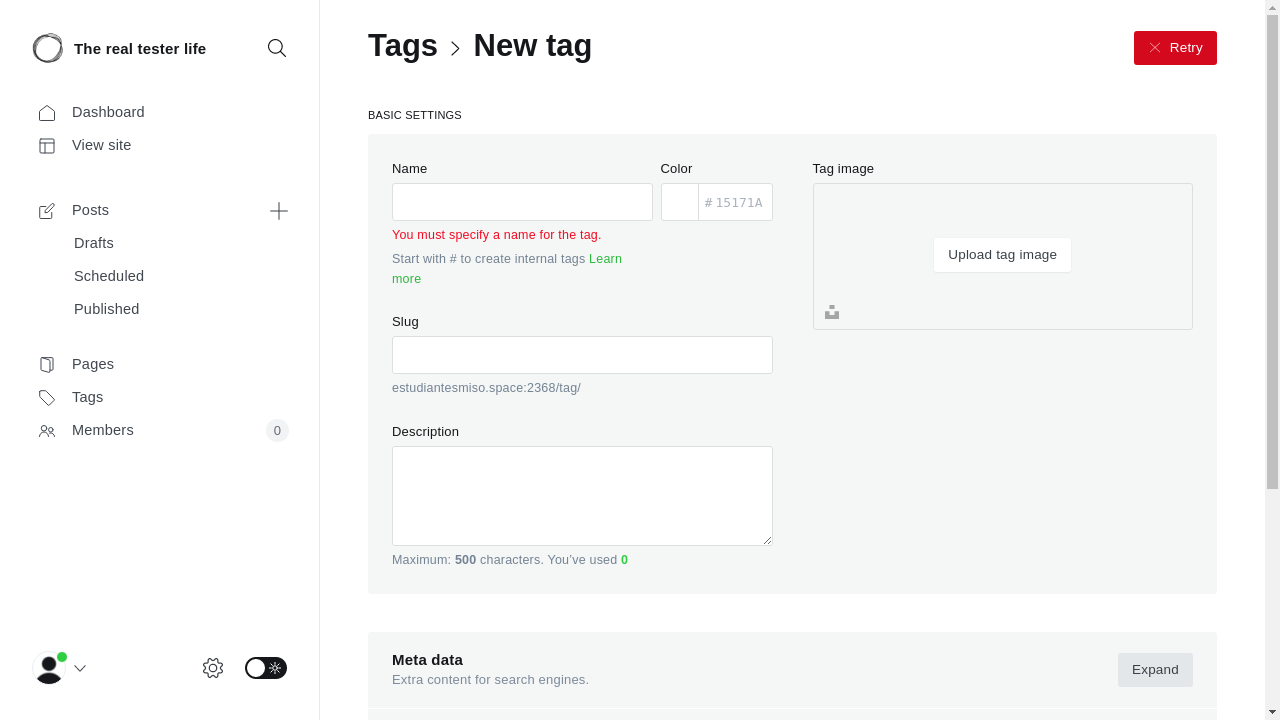 The real tester life
Dashboard
View site
Posts
Drafts
Scheduled
Published
Pages
Tags
Members
0
Tags
New tag
Retry
BASIC SETTINGS
Name
Color
# 15171A
You must specify a name for the tag.
Start with # to create internal tags Learn
more
Slug
estudiantesmiso.space:2368/tag/
Description
Maximum: 500 characters. You’ve used 0
Tag image
Upload tag image
Meta data
Extra content for search engines.
Expand